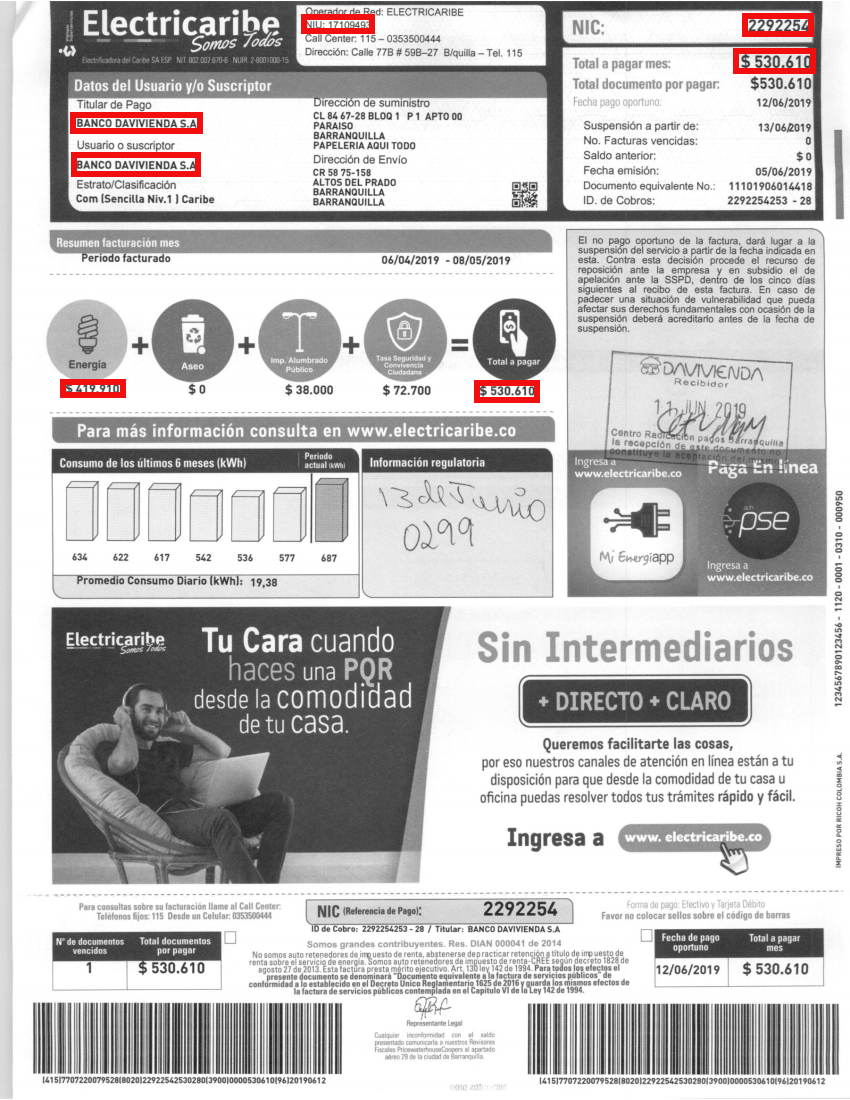 Electricaribe
Somos Todos
Electrificadora del Caribe SA ESP NIT 802.007.670-6 NUIR 2-8001000-15
Operador de Red: ELECTRICARIBE
NIU: 17109493
Call Center: 115 – 0353500444
Dirección: Calle 77B # 59B–27 B/quilla – Tel. 115
NIC: 2292254
Total a pagar mes: $ 530.610
Total documento por pagar: $530.610
Fecha pago oportuno: 12/06/2019
Suspensión a partir de: 13/06/2019
No. Facturas vencidas: 0
Saldo anterior: $ 0
Fecha emisión: 05/06/2019
Documento equivalente No.: 11101906014418
ID. de Cobros: 2292254253 - 28
Datos del Usuario y/o Suscriptor
Titular de Pago
BANCO DAVIVIENDA S.A
Usuario o suscriptor
BANCO DAVIVIENDA S.A
Estrato/Clasificación
Com (Sencilla Niv.1 ) Caribe
Dirección de suministro
CL 84 67-28 BLOQ 1 P 1 APTO 00
PARAISO
BARRANQUILLA
PAPELERIA AQUI TODO
Dirección de Envío
CR 58 75-158
ALTOS DEL PRADO
BARRANQUILLA
BARRANQUILLA
Resumen facturación mes
Periodo facturado 06/04/2019 - 08/05/2019
Energía
$ 419.910
+
Aseo
$ 0
+
Imp. Alumbrado
Público
$ 38.000
+
Tasa Seguridad y
Convivencia
Ciudadana
$ 72.700
=
Total a pagar
$ 530.610
El no pago oportuno de la factura, dará lugar a la
suspensión del servicio a partir de la fecha indicada en
esta. Contra esta decisión procede el recurso de
reposición ante la empresa y en subsidio el de
apelación ante la SSPD, dentro de los cinco días
siguientes al recibo de esta factura. En caso de
padecer una situación de vulnerabilidad que pueda
afectar sus derechos fundamentales con ocasión de la
suspensión deberá acreditarlo antes de la fecha de
suspensión.
DAVIVIENDA
Recibidor
11 JUN 2019
Centro Radicación pagos Barranquilla
la recepción de este documento no
constituye la aceptación del mismo
Para más información consulta en www.electricaribe.co
Consumo de los últimos 6 meses (kWh)
Periodo
actual (kWh)
634 622 617 542 536 577 687
Promedio Consumo Diario (kWh): 19,38
Información regulatoria
13 de Junio
0299
Ingresa a
www.electricaribe.co
Mi Energiapp
Paga En línea
pse
Ingresa a
www.electricaribe.co
1234567890123456 - 1120 - 0001 - 0310 - 000950
IMPRESO POR RICOH COLOMBIA S.A.
Electricaribe
Somos Todos
Tu Cara cuando
haces una PQR
desde la comodidad
de tu casa.
Sin Intermediarios
+ DIRECTO + CLARO
Queremos facilitarte las cosas,
por eso nuestros canales de atención en línea están a tu
disposición para que desde la comodidad de tu casa u
oficina puedas resolver todos tus trámites rápido y fácil.
Ingresa a www. electricaribe.co
Para consultas sobre su facturación llame al Call Center:
Teléfonos fijos: 115 Desde un Celular: 0353500444
NIC (Referencia de Pago): 2292254
ID de Cobro: 2292254253 - 28 / Titular: BANCO DAVIVIENDA S.A
Forma de pago: Efectivo y Tarjeta Débito
Favor no colocar sellos sobre el código de barras
N° de documentos
vencidos
1
Total documentos
por pagar
$ 530.610
Somos grandes contribuyentes. Res. DIAN 000041 de 2014
No somos auto retenedores de impuesto de renta, abstenerse de practicar retención a titulo de impuesto de
renta sobre el servicio de energía. Somos auto retenedores de impuesto de renta-CREE según decreto 1828 de
agosto 27 de 2013. Esta factura presta mérito ejecutivo. Art. 130 ley 142 de 1994. Para todos los efectos el
presente documento se denominará "Documento equivalente a la factura de servicios públicos" de
conformidad a lo establecido en el Decreto Unico Reglamentario 1625 de 2016 y guarda los mismos efectos de
la factura de servicios públicos contemplada en el Capitulo VI de la Ley 142 de 1994.
Fecha de pago
oportuno
12/06/2019
Total a pagar
mes
$ 530.610
Representante Legal
Cualquier inconformidad con el saldo
presentado comunicarla a nuestros Revisores
Fiscales PricewaterhouseCoopers al apartado
aéreo 29 de la ciudad de Barranquilla.
(415)7707220079528(8020)22922542530280(3900)0000530610(96)20190612
(415)7707220079528(8020)22922542530280(3900)0000530610(96)20190612